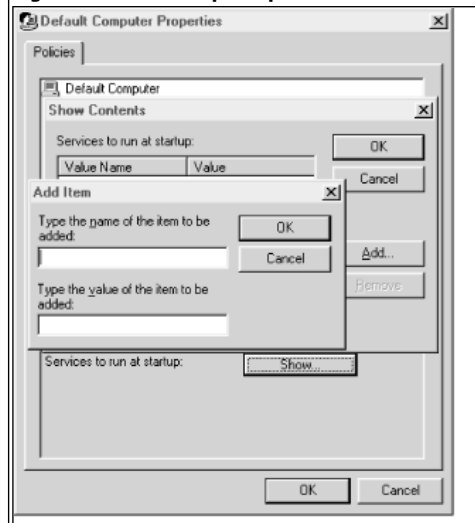 Default Computer Properties
Policies
Default Computer
Show Contents
Services to run at startup:
OK
Value Name Value
Cancel
Add Item
Type the name of the item to be
added:
OK
Cancel
Add...
Remove
Type the value of the item to be
added:
Services to run at startup:
Show...
OK Cancel